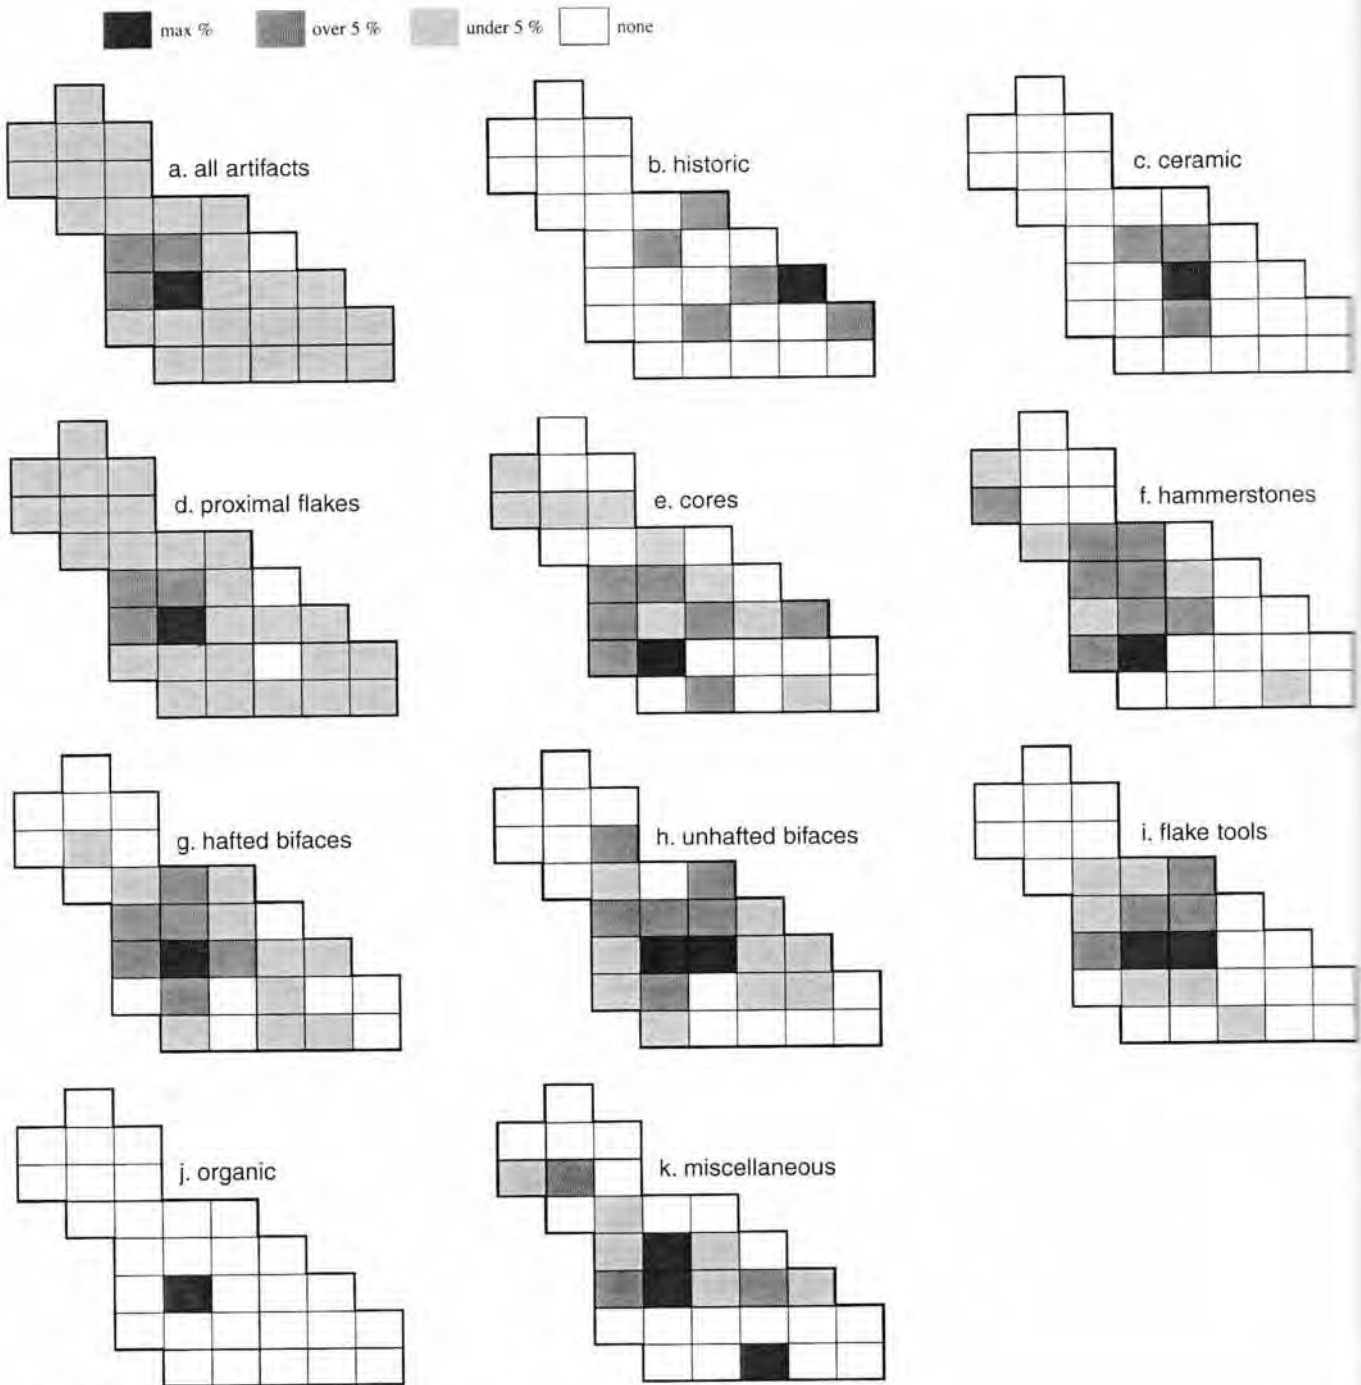 max % over 5 % under 5 % none
a. all artifacts
b. historic
c. ceramic
d. proximal flakes
e. cores
f. hammerstones
g. hafted bifaces
h. unhafted bifaces
i. flake tools
j. organic
k. miscellaneous